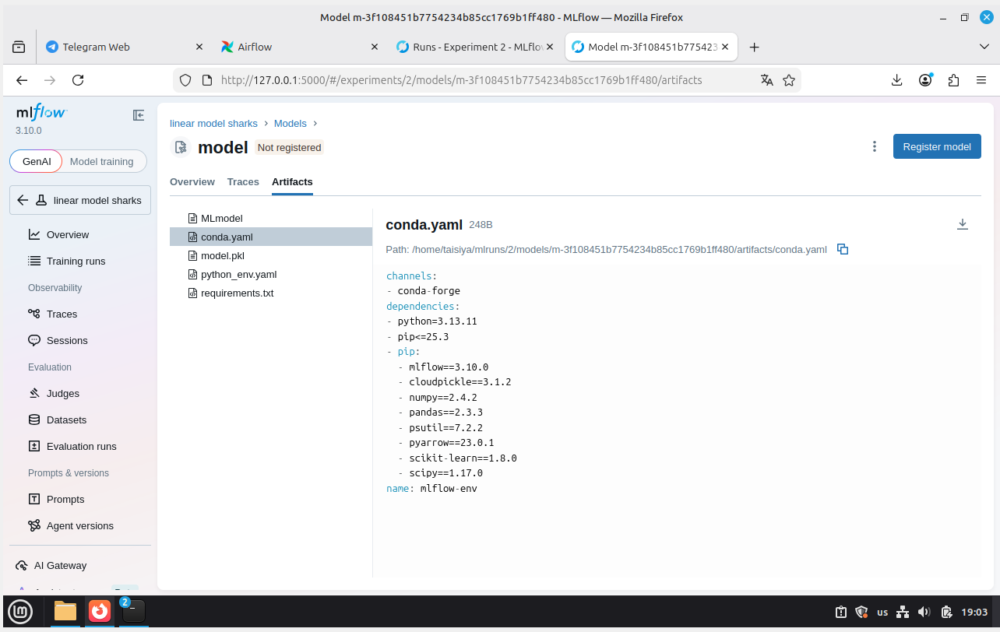 Model m-3f108451b7754234b85cc1769b1ff480 - MLflow — Mozilla Firefox
Telegram Web
Airflow
Runs - Experiment 2 - MLflow
Model m-3f108451b775423
http://127.0.0.1:5000/#/experiments/2/models/m-3f108451b7754234b85cc1769b1ff480/artifacts
mlflow
3.10.0
GenAI Model training
linear model sharks
Overview
Training runs
Observability
Traces
Sessions
Evaluation
Judges
Datasets
Evaluation runs
Prompts & versions
Prompts
Agent versions
AI Gateway
linear model sharks › Models ›
model Not registered
Register model
Overview Traces Artifacts
MLmodel
conda.yaml
model.pkl
python_env.yaml
requirements.txt
conda.yaml 248B
Path: /home/taisiya/mlruns/2/models/m-3f108451b7754234b85cc1769b1ff480/artifacts/conda.yaml
channels:
- conda-forge
dependencies:
- python=3.13.11
- pip<=25.3
- pip:
  - mlflow==3.10.0
  - cloudpickle==3.1.2
  - numpy==2.4.2
  - pandas==2.3.3
  - psutil==7.2.2
  - pyarrow==23.0.1
  - scikit-learn==1.8.0
  - scipy==1.17.0
name: mlflow-env
2
us
19:03